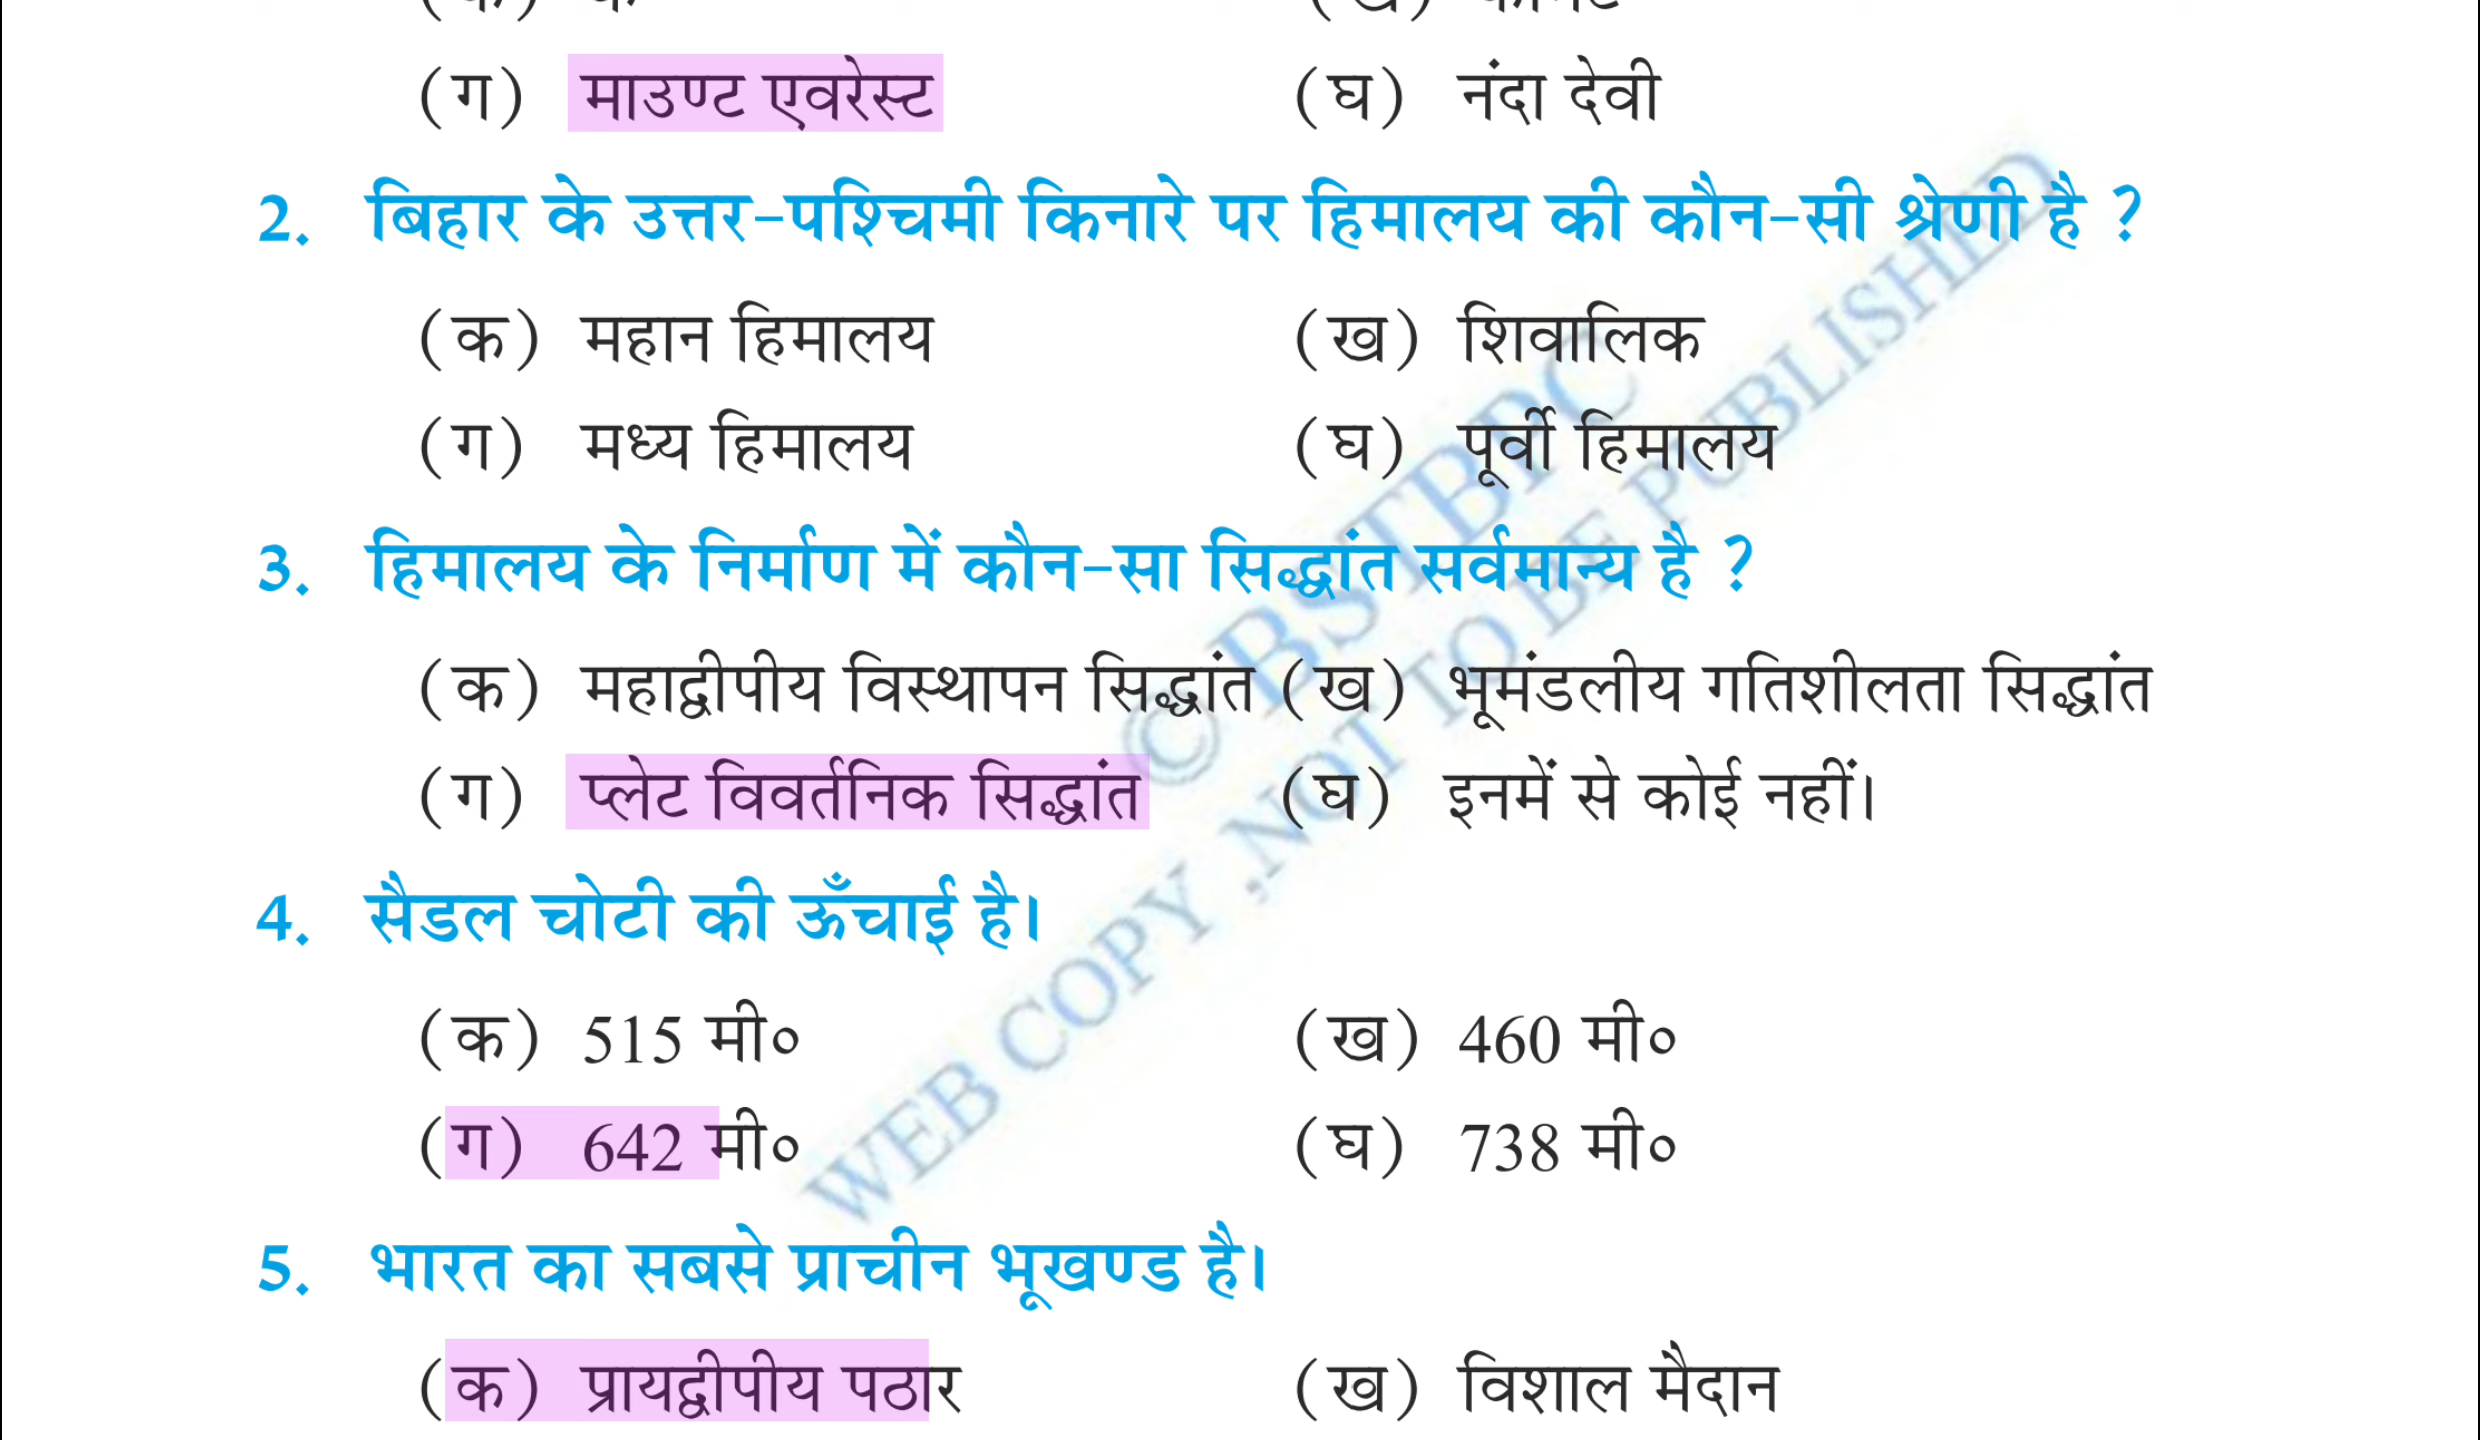 (ग) माउण्ट एवरेस्ट (घ) नंदा देवी
2. बिहार के उत्तर-पश्चिमी किनारे पर हिमालय की कौन-सी श्रेणी है ?
(क) महान हिमालय (ख) शिवालिक
(ग) मध्य हिमालय (घ) पूर्वी हिमालय
3. हिमालय के निर्माण में कौन-सा सिद्धांत सर्वमान्य है ?
(क) महाद्वीपीय विस्थापन सिद्धांत (ख) भूमंडलीय गतिशीलता सिद्धांत
(ग) प्लेट विवर्तनिक सिद्धांत (घ) इनमें से कोई नहीं।
4. सैडल चोटी की ऊँचाई है।
(क) 515 मी० (ख) 460 मी०
(ग) 642 मी० (घ) 738 मी०
5. भारत का सबसे प्राचीन भूखण्ड है।
(क) प्रायद्वीपीय पठार (ख) विशाल मैदान
© BSTBPC
WEB COPY ,NOT TO BE PUBLISHED